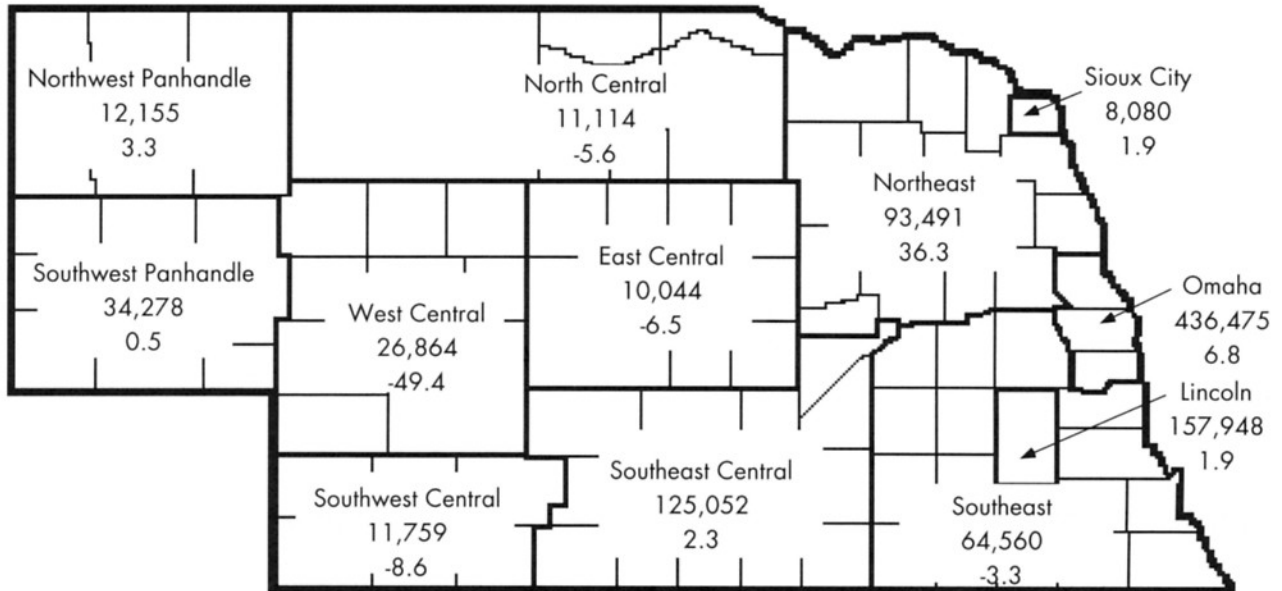 Northwest Panhandle
12,155
3.3
North Central
11,114
-5.6
Sioux City
8,080
1.9
Northeast
93,491
36.3
Southwest Panhandle
34,278
0.5
West Central
26,864
-49.4
East Central
10,044
-6.5
Omaha
436,475
6.8
Lincoln
157,948
1.9
Southwest Central
11,759
-8.6
Southeast Central
125,052
2.3
Southeast
64,560
-3.3